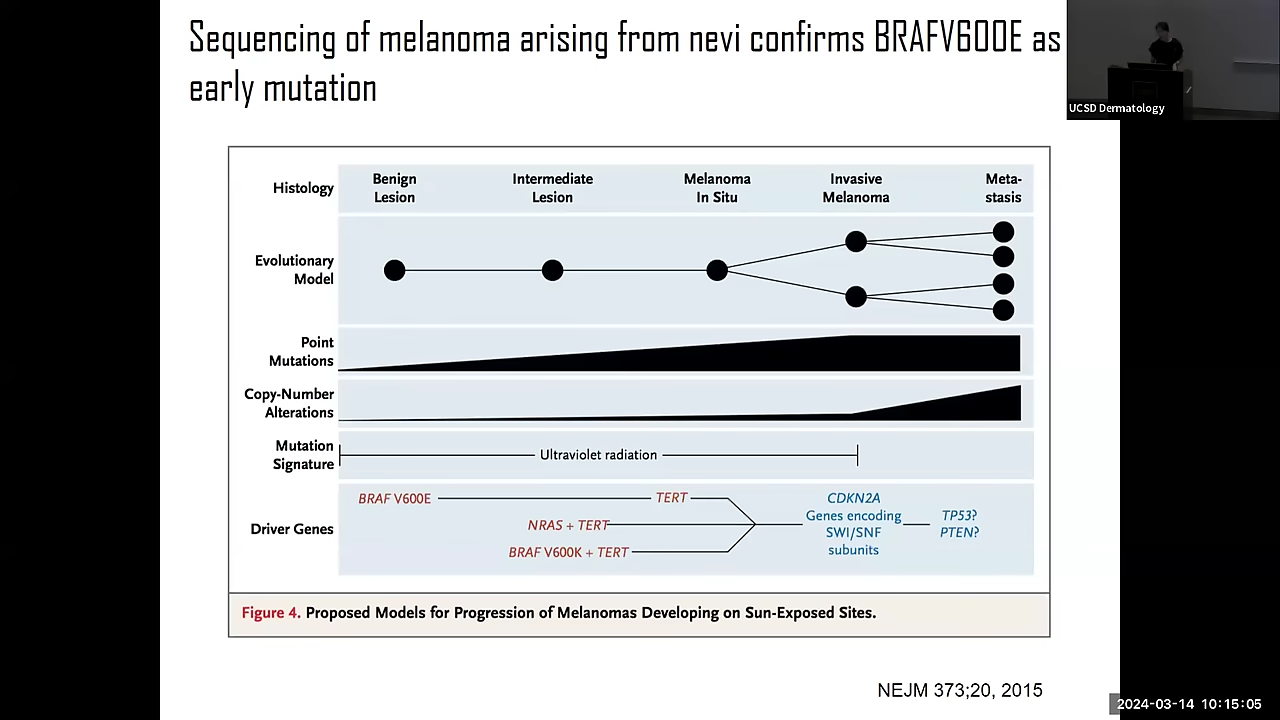 Sequencing of melanoma arising from nevi confirms BRAFV600E as
early mutation
UCSD Dermatology
Histology
Benign
Lesion
Intermediate
Lesion
Melanoma
In Situ
Invasive
Melanoma
Meta-
stasis
Evolutionary
Model
Point
Mutations
Copy-Number
Alterations
Mutation
Signature
Ultraviolet radiation
Driver Genes
BRAF V600E
TERT
NRAS + TERT
BRAF V600K + TERT
CDKN2A
Genes encoding
SWI/SNF
subunits
TP53?
PTEN?
Figure 4. Proposed Models for Progression of Melanomas Developing on Sun-Exposed Sites.
NEJM 373;20, 2015
2024-03-14 10:15:05